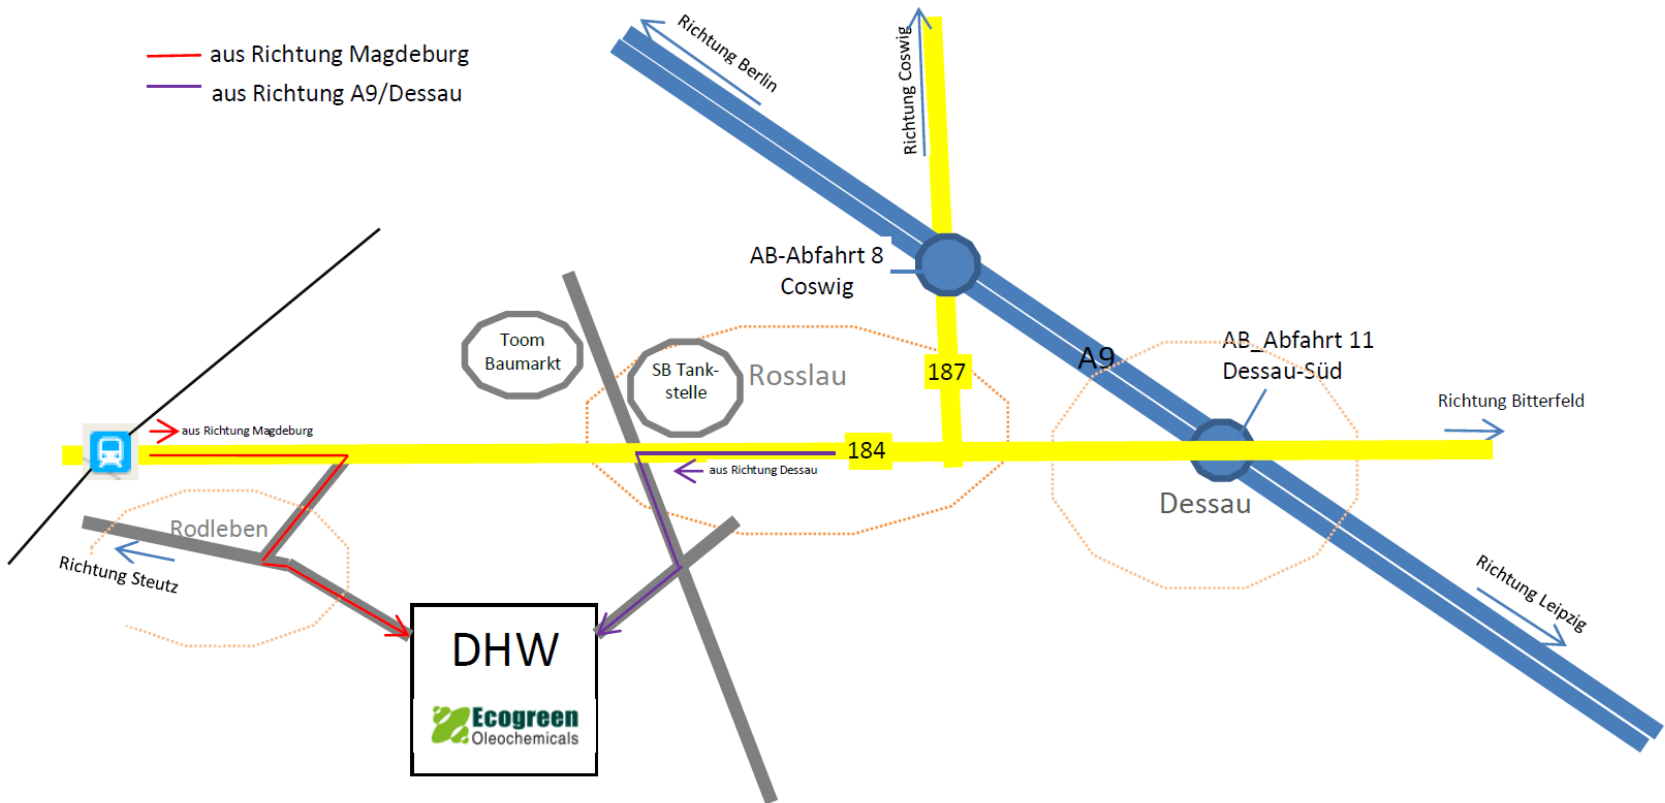 aus Richtung Magdeburg
aus Richtung A9/Dessau
Richtung Berlin
Richtung Coswig
AB-Abfahrt 8
Coswig
Toom
Baumarkt
SB Tank-
stelle
Rosslau
187
A9
AB_Abfahrt 11
Dessau-Süd
Richtung Bitterfeld
aus Richtung Magdeburg
184
aus Richtung Dessau
Dessau
Rodleben
Richtung Steutz
Richtung Leipzig
DHW
Ecogreen
Oleochemicals